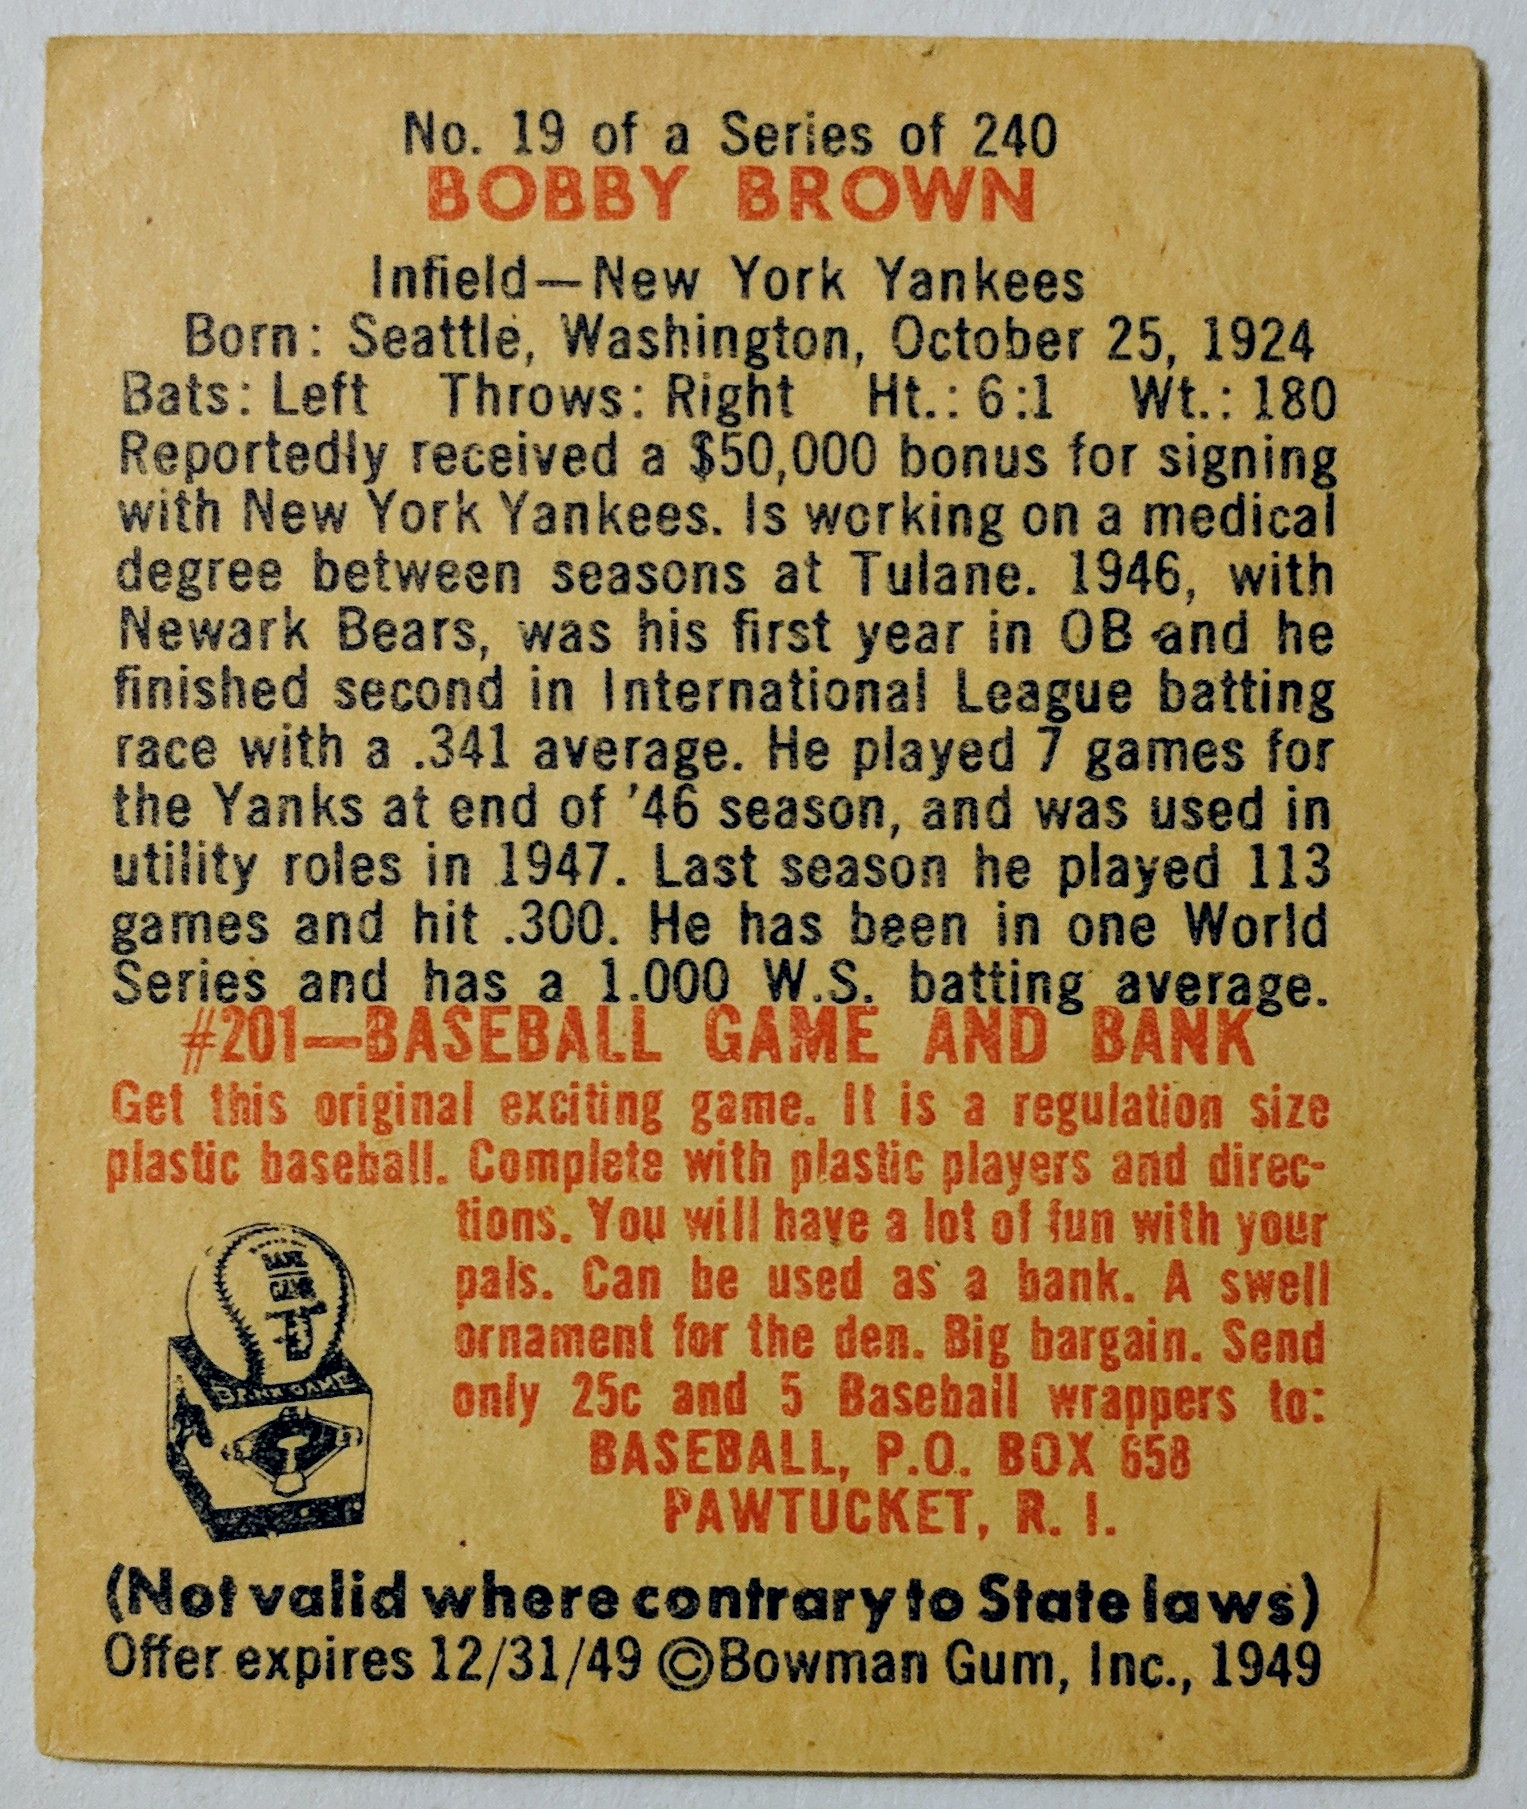 No. 19 of a Series of 240
BOBBY BROWN
Infield—New York Yankees
Born: Seattle, Washington, October 25, 1924
Bats: Left Throws: Right Ht.: 6:1 Wt.: 180
Reportedly received a $50,000 bonus for signing
with New York Yankees. Is working on a medical
degree between seasons at Tulane. 1946, with
Newark Bears, was his first year in OB and he
finished second in International League batting
race with a .341 average. He played 7 games for
the Yanks at end of '46 season, and was used in
utility roles in 1947. Last season he played 113
games and hit .300. He has been in one World
Series and has a 1.000 W.S. batting average.
#201—BASEBALL GAME AND BANK
Get this original exciting game. It is a regulation size
plastic baseball. Complete with plastic players and direc-
tions. You will have a lot of fun with your
pals. Can be used as a bank. A swell
ornament for the den. Big bargain. Send
only 25c and 5 Baseball wrappers to:
BASEBALL, P.O. BOX 658
PAWTUCKET, R. I.
BANK GAME
(Not valid where contrary to State laws)
Offer expires 12/31/49 ©Bowman Gum, Inc., 1949